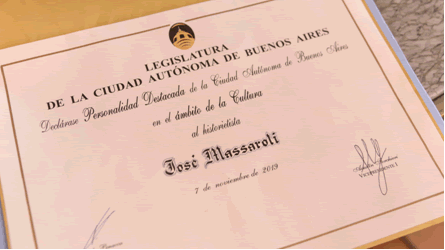 LEGISLATURA
DE LA CIUDAD AUTÓNOMA DE BUENOS AIRES
Declárase Personalidad Destacada de la Ciudad Autónoma de Buenos Aires
en el ámbito de la Cultura
al historietista
José Massaroli
7 de noviembre de 2019